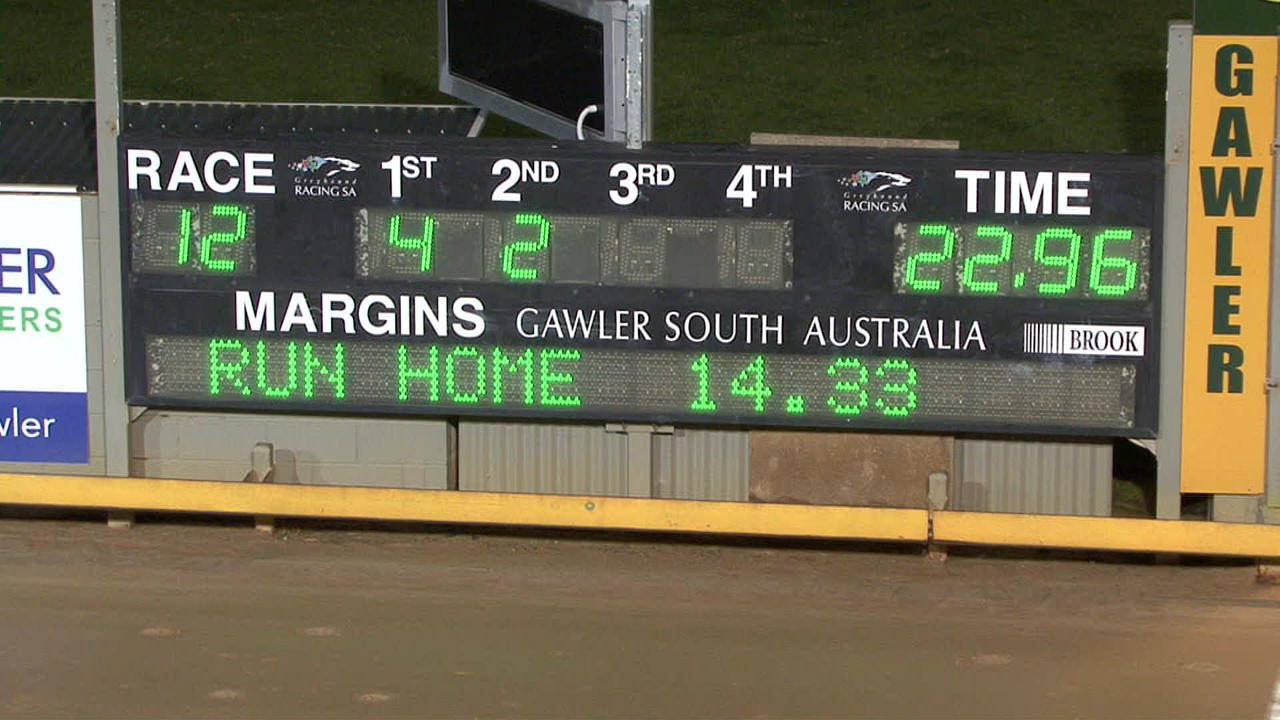 RACE
Greyhound
RACING SA
1ST
2ND
3RD
4TH
Greyhound
RACING SA
TIME
12
4
2
22.96
MARGINS
GAWLER SOUTH AUSTRALIA
BROOK
RUN HOME 14.33
ER
ERS
wler
GAWLER